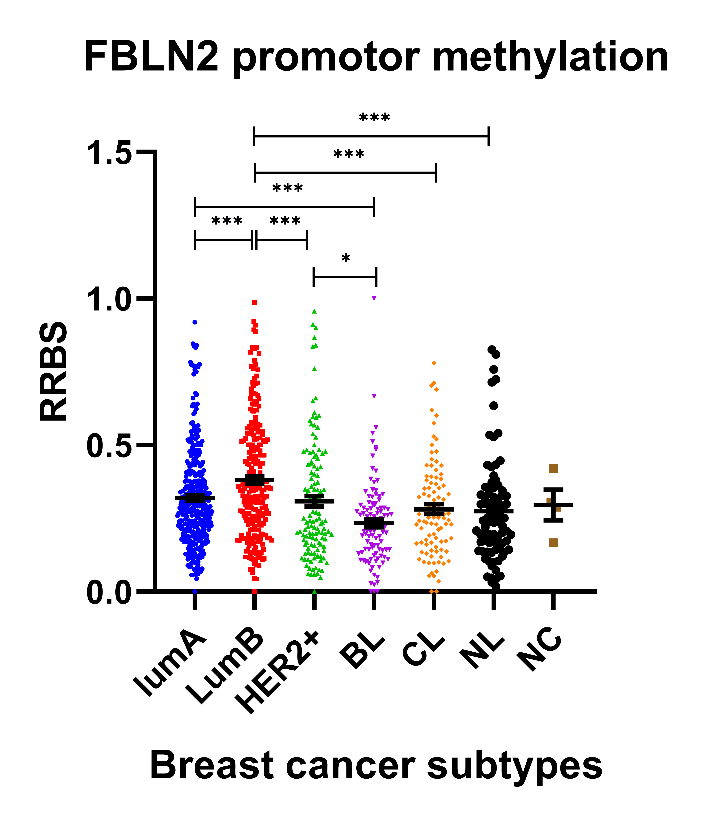 FBLN2 promotor methylation
***
***
***
*** ***
*
1.5
1.0
0.5
0.0
RRBS
lumA LumB HER2+ BL CL NL NC
Breast cancer subtypes